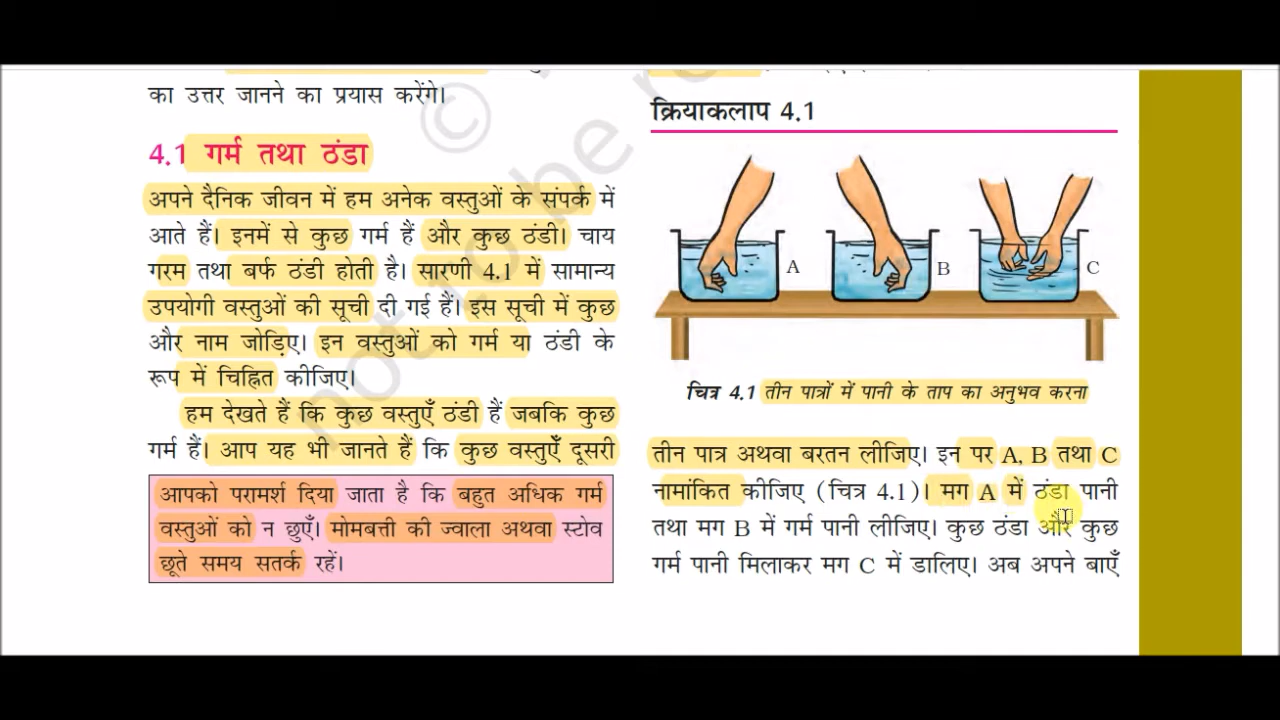 का उत्तर जानने का प्रयास करेंगे।
4.1 गर्म तथा ठंडा
अपने दैनिक जीवन में हम अनेक वस्तुओं के संपर्क में
आते हैं। इनमें से कुछ गर्म हैं और कुछ ठंडी। चाय
गरम तथा बर्फ ठंडी होती है। सारणी 4.1 में सामान्य
उपयोगी वस्तुओं की सूची दी गई हैं। इस सूची में कुछ
और नाम जोड़िए। इन वस्तुओं को गर्म या ठंडी के
रूप में चिह्नित कीजिए।
हम देखते हैं कि कुछ वस्तुएँ ठंडी हैं जबकि कुछ
गर्म हैं। आप यह भी जानते हैं कि कुछ वस्तुएँ दूसरी
आपको परामर्श दिया जाता है कि बहुत अधिक गर्म
वस्तुओं को न छुएँ। मोमबत्ती की ज्वाला अथवा स्टोव
छूते समय सतर्क रहें।
क्रियाकलाप 4.1
A
B
C
चित्र 4.1 तीन पात्रों में पानी के ताप का अनुभव करना
तीन पात्र अथवा बरतन लीजिए। इन पर A, B तथा C
नामांकित कीजिए (चित्र 4.1)। मग A में ठंडा पानी
तथा मग B में गर्म पानी लीजिए। कुछ ठंडा और कुछ
गर्म पानी मिलाकर मग C में डालिए। अब अपने बाएँ
© not to be re